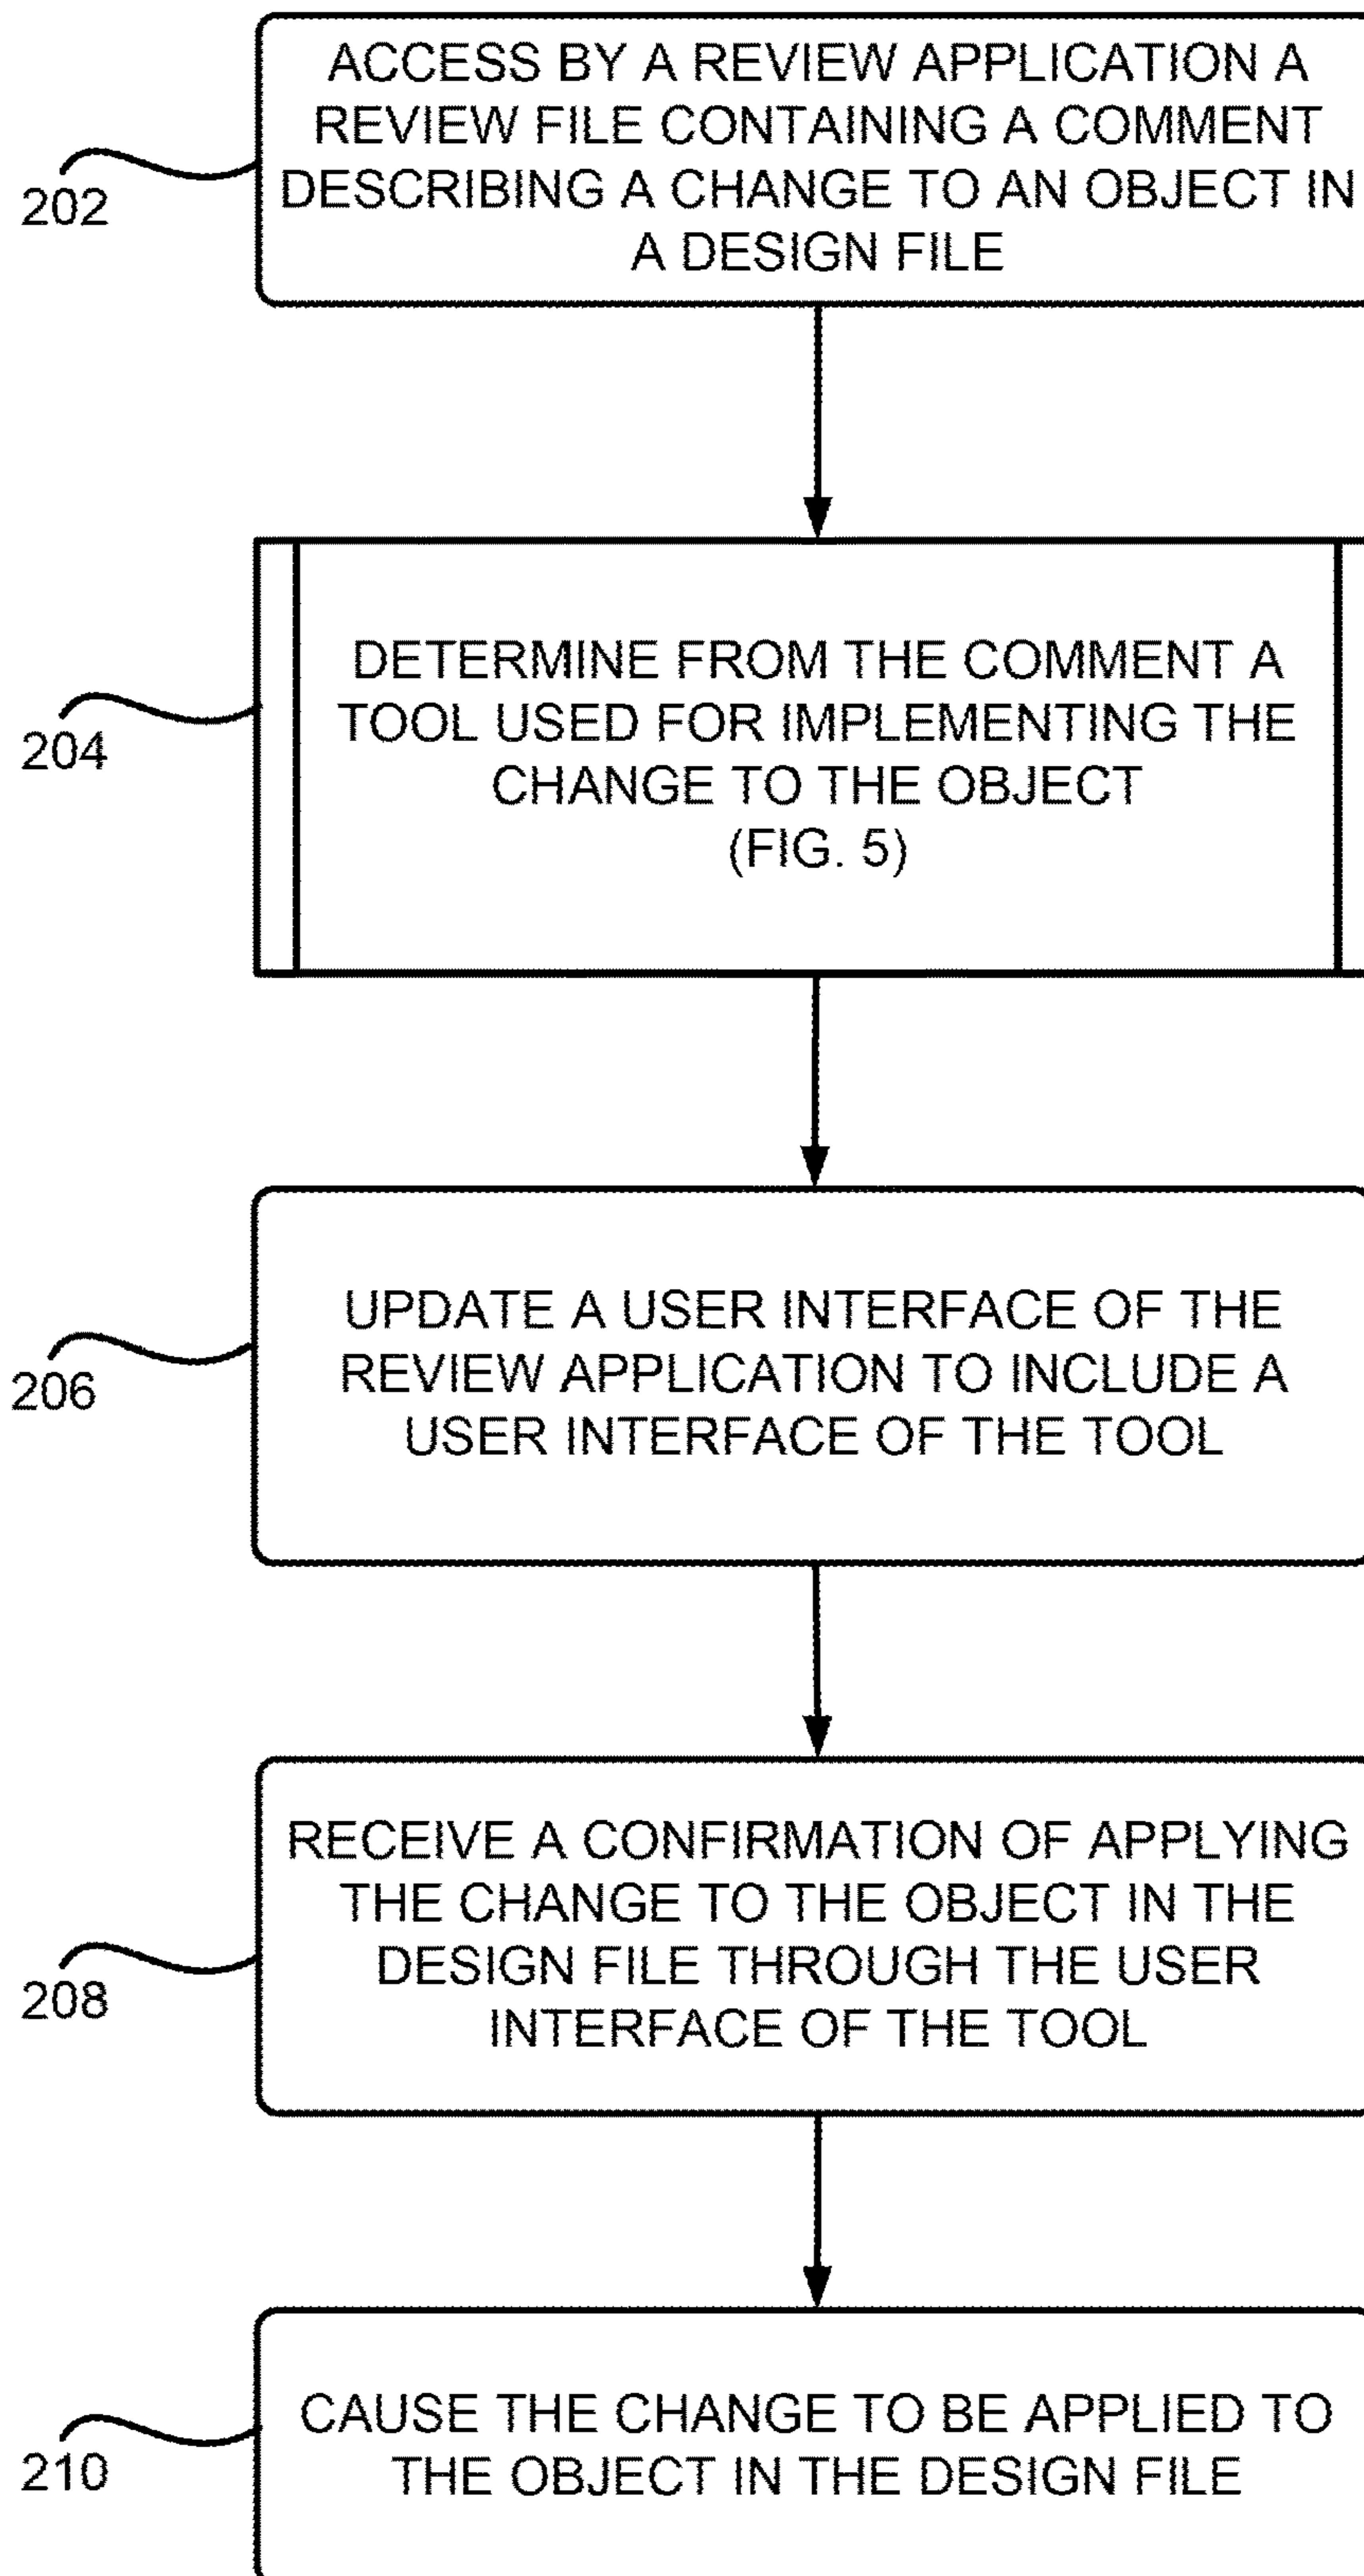 ACCESS BY A REVIEW APPLICATION A
REVIEW FILE CONTAINING A COMMENT
DESCRIBING A CHANGE TO AN OBJECT IN
A DESIGN FILE
202
DETERMINE FROM THE COMMENT A
TOOL USED FOR IMPLEMENTING THE
CHANGE TO THE OBJECT
(FIG. 5)
204
UPDATE A USER INTERFACE OF THE
REVIEW APPLICATION TO INCLUDE A
USER INTERFACE OF THE TOOL
206
RECEIVE A CONFIRMATION OF APPLYING
THE CHANGE TO THE OBJECT IN THE
DESIGN FILE THROUGH THE USER
INTERFACE OF THE TOOL
208
CAUSE THE CHANGE TO BE APPLIED TO
THE OBJECT IN THE DESIGN FILE
210